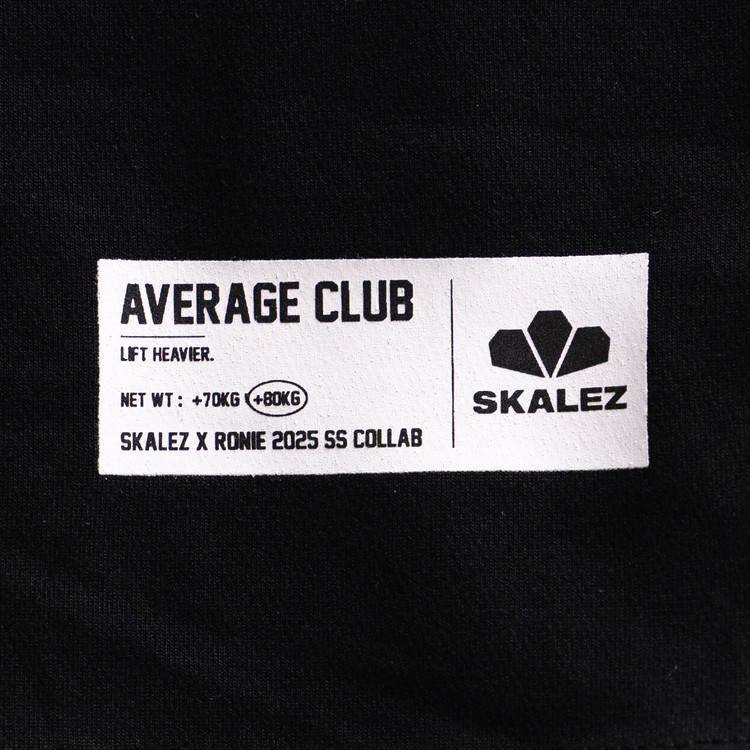 AVERAGE CLUB
LIFT HEAVIER.
NET WT : +70KG +80KG
SKALEZ X RONIE 2025 SS COLLAB
SKALEZ